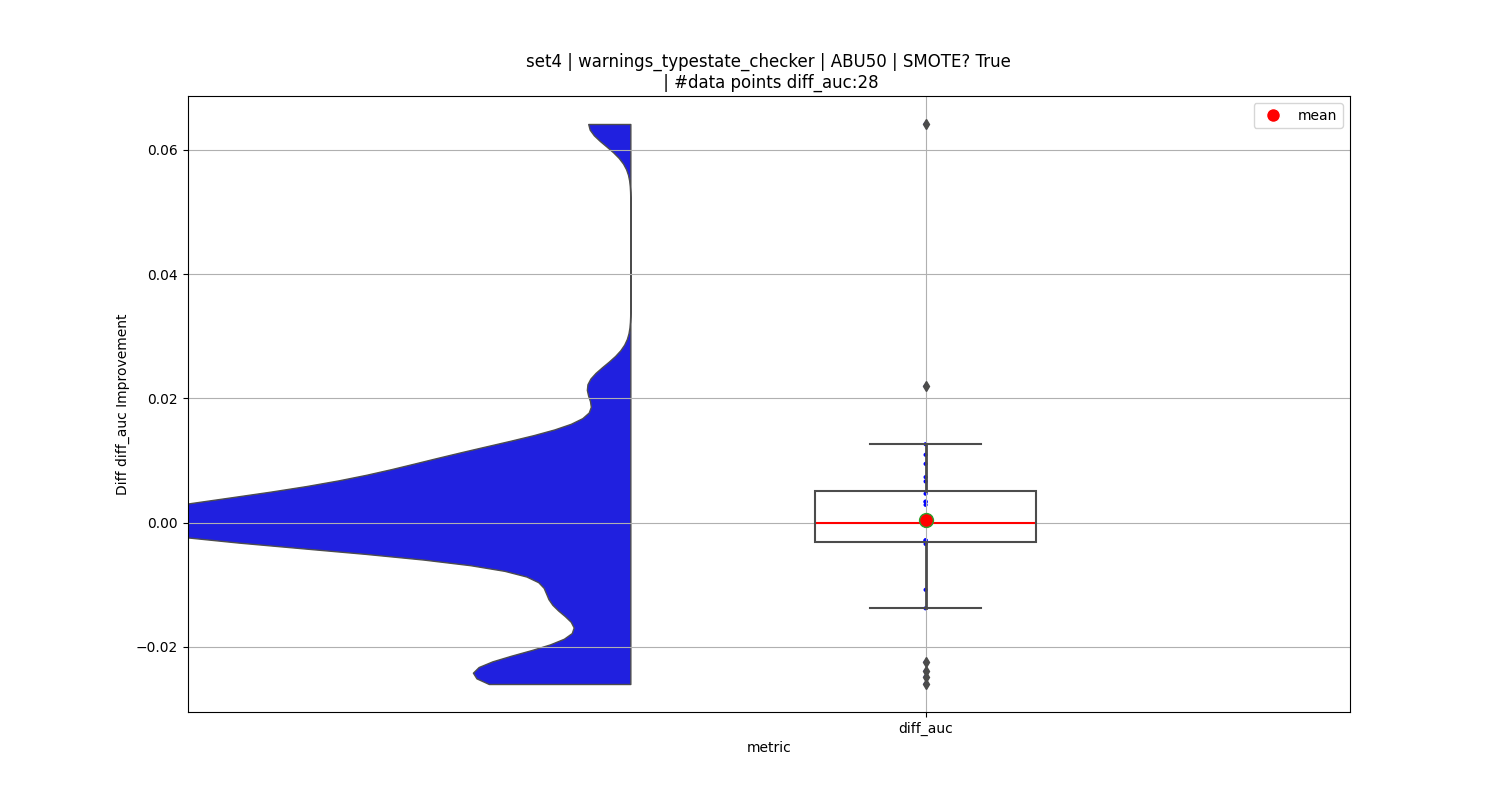 set4 | warnings_typestate_checker | ABU50 | SMOTE? True
| #data points diff_auc:28
mean
0.06
0.04
0.02
0.00
−0.02
Diff diff_auc Improvement
diff_auc
metric